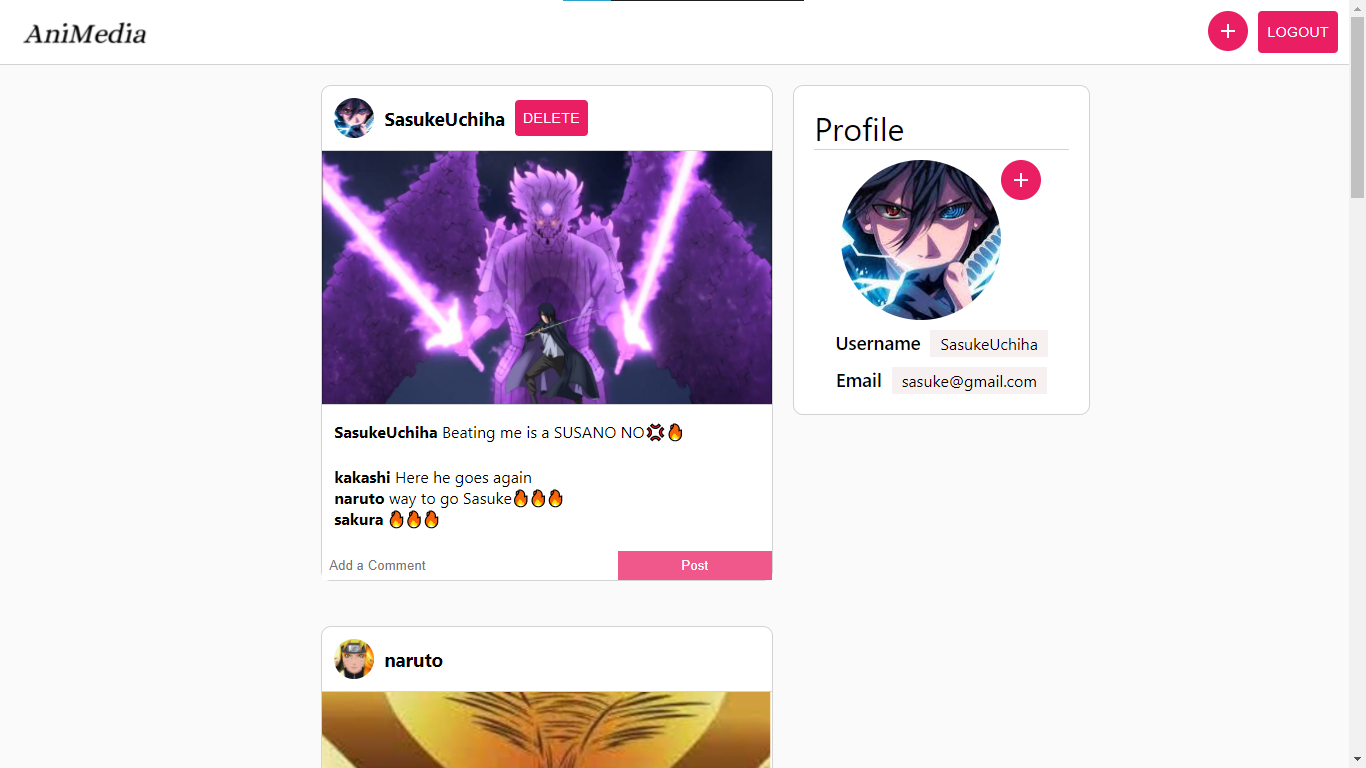 AniMedia
LOGOUT
SasukeUchiha DELETE
SasukeUchiha Beating me is a SUSANO NO💢🔥
kakashi Here he goes again
naruto way to go Sasuke🔥🔥🔥
sakura 🔥🔥🔥
Add a Comment Post
naruto
Profile
Username SasukeUchiha
Email sasuke@gmail.com